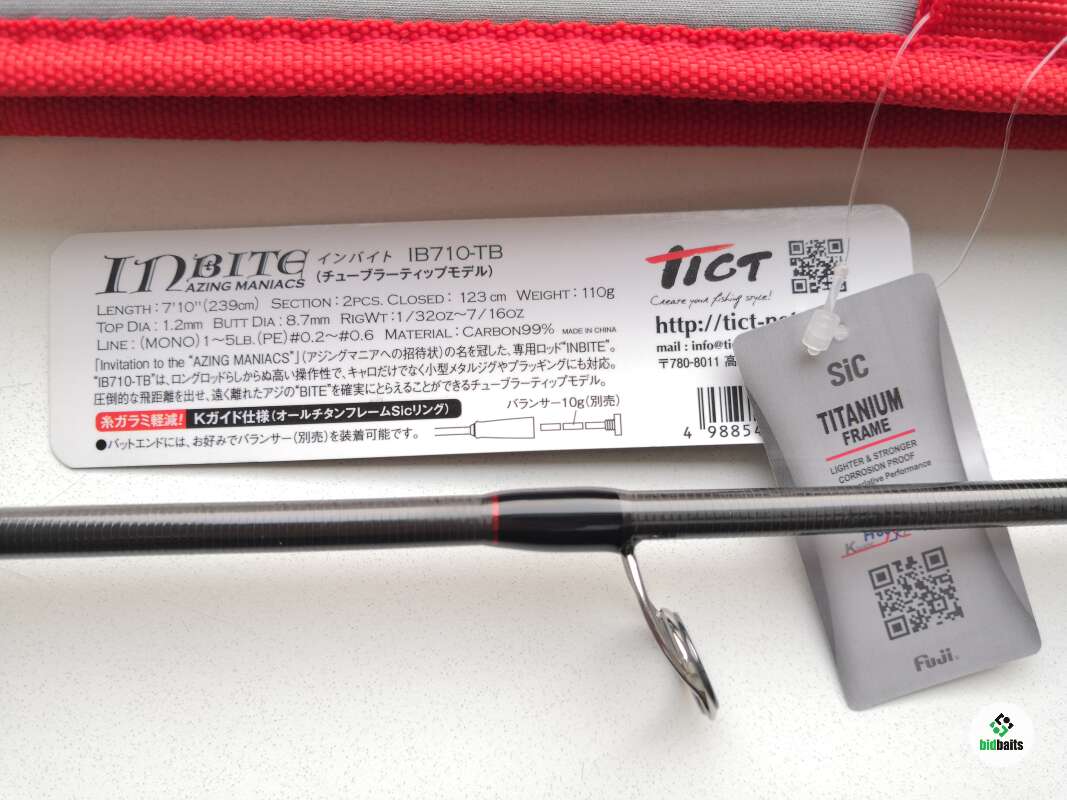 INBITE インバイト IB710-TB
AZING MANIACS (チューブラーティップモデル)
LENGTH：7'10"(239cm) SECTION：2PCS. CLOSED：123cm WEIGHT：110g
TOP DIA：1.2mm BUTT DIA：8.7mm RIGWT：1/32oz～7/16oz
LINE：(MONO)1～5LB. (PE)#0.2～#0.6 MATERIAL：CARBON99% MADE IN CHINA
「Invitation to the "AZING MANIACS"」(アジングマニアへの招待状)の名を冠した、専用ロッド"INBITE"。
"IB710-TB"は、ロングロッドらしからぬ高い操作性で、キャロだけでなく小型メタルジグやプラッギングにも対応。
圧倒的な飛距離を出せ、遠く離れたアジの"BITE"を確実にとらえることができるチューブラーティップモデル。
糸ガラミ軽減! Kガイド仕様(オールチタンフレームSicリング)
●バットエンドには、お好みでバランサー(別売)を装着可能です。
バランサー10g(別売)
TICT
Create your fishing style!
http://tict-ne
mail : info@tic
〒780-8011 高
4 98854
SiC
TITANIUM
FRAME
LIGHTER & STRONGER
CORROSION PROOF
Performance
K
Fuji
bidbaits